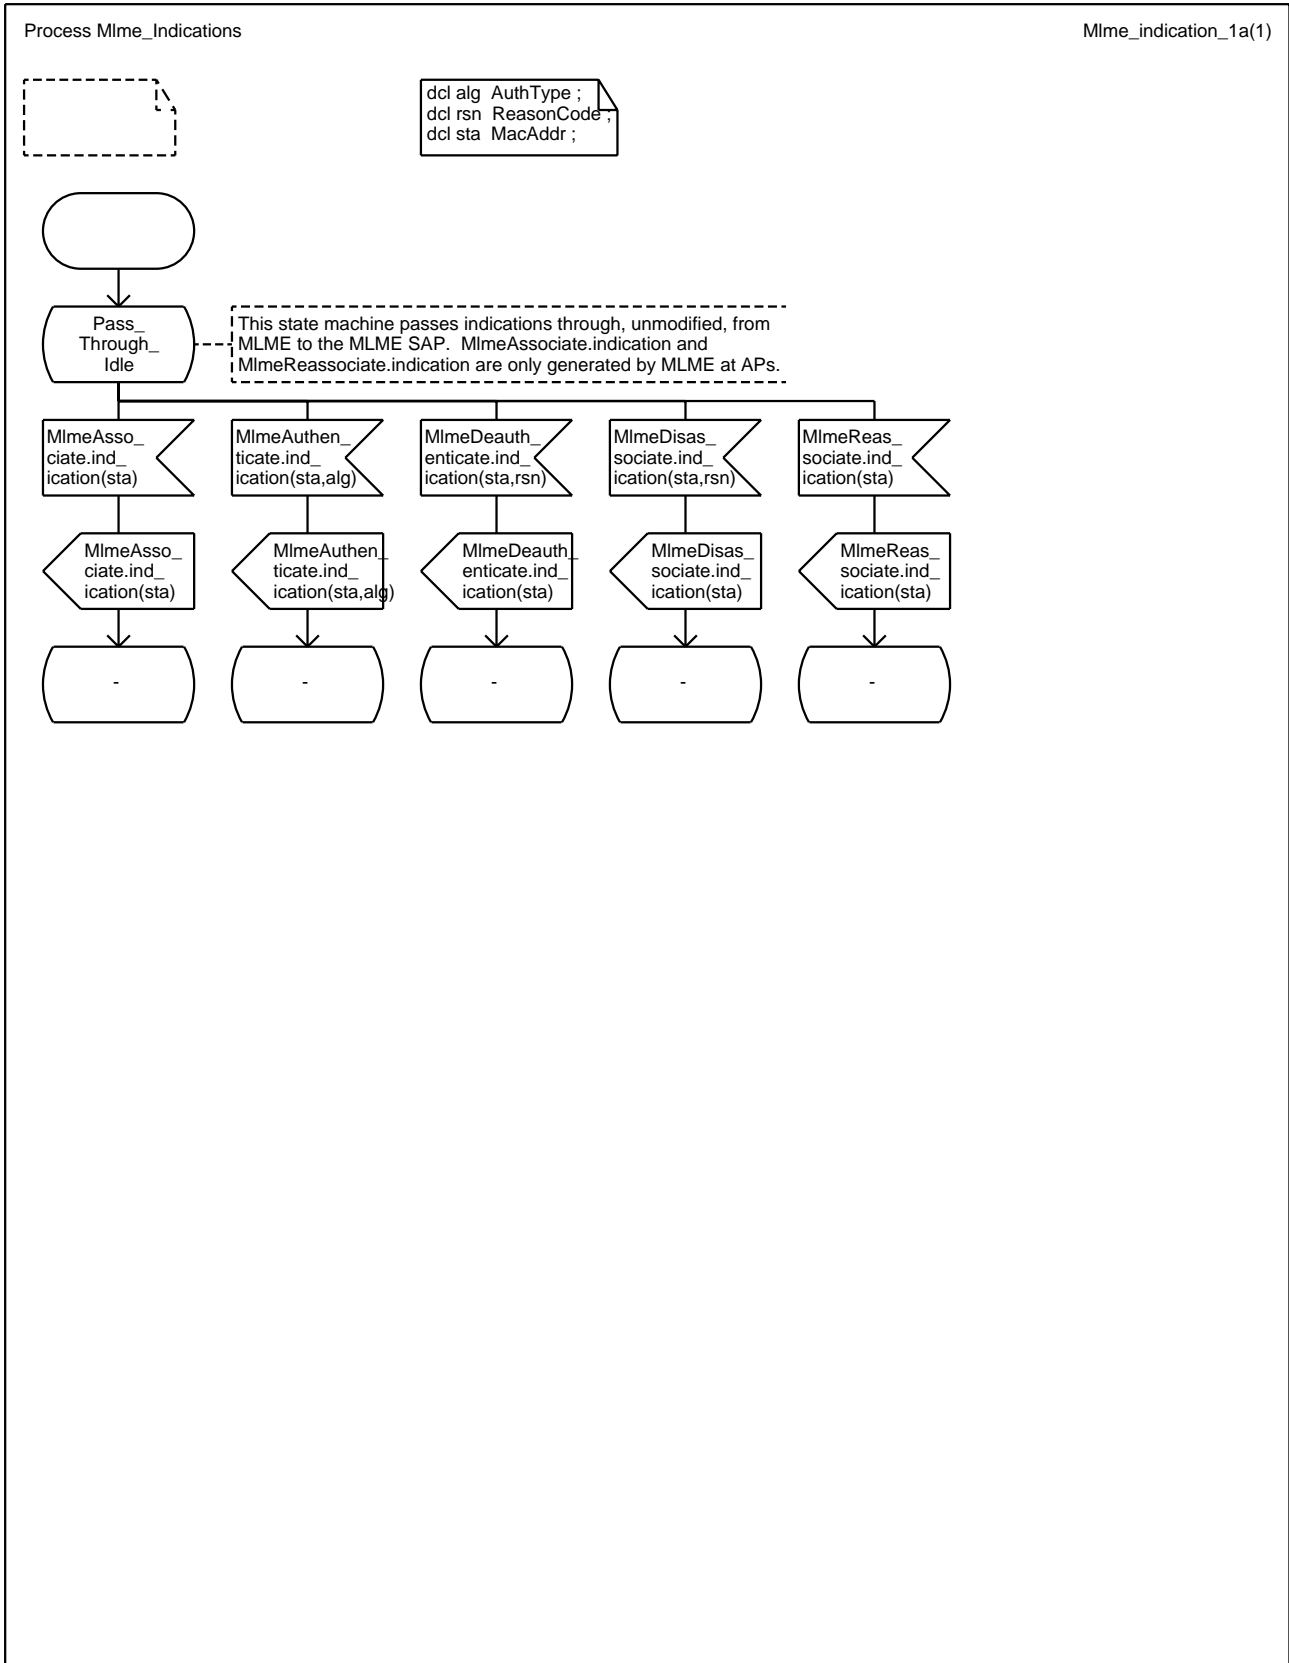 Process Mlme_Indications
Mlme_indication_1a(1)
dcl alg  AuthType ;
dcl rsn  ReasonCode ;
dcl sta  MacAddr ;
Pass_
Through_
Idle
This state machine passes indications through, unmodified, from
MLME to the MLME SAP.  MlmeAssociate.indication and
MlmeReassociate.indication are only generated by MLME at APs.
MlmeAsso_
ciate.ind_
ication(sta)
MlmeAuthen_
ticate.ind_
ication(sta,alg)
MlmeDeauth_
enticate.ind_
ication(sta,rsn)
MlmeDisas_
sociate.ind_
ication(sta,rsn)
MlmeReas_
sociate.ind_
ication(sta)
MlmeAsso_
ciate.ind_
ication(sta)
MlmeAuthen_
ticate.ind_
ication(sta,alg)
MlmeDeauth_
enticate.ind_
ication(sta)
MlmeDisas_
sociate.ind_
ication(sta)
MlmeReas_
sociate.ind_
ication(sta)
-
-
-
-
-